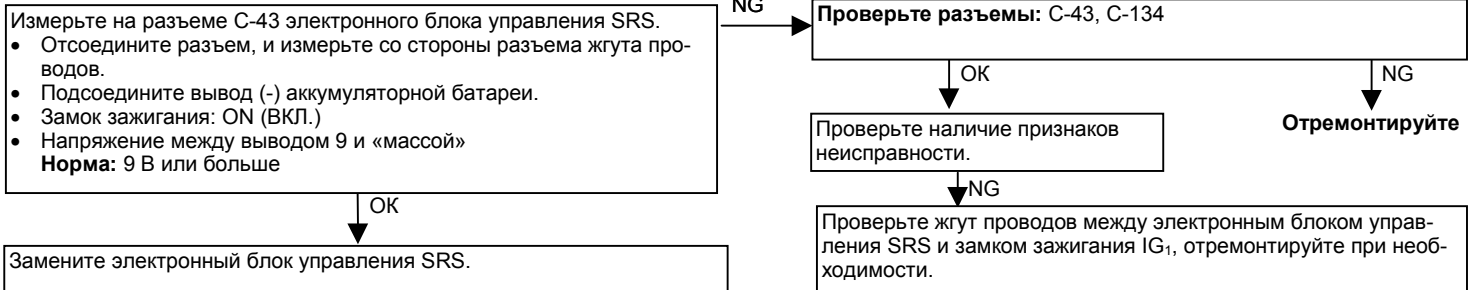 Измерьте на разъеме С-43 электронного блока управления SRS.
• Отсоедините разъем, и измерьте со стороны разъема жгута про-
водов.
• Подсоедините вывод (-) аккумуляторной батареи.
• Замок зажигания: ON (ВКЛ.)
• Напряжение между выводом 9 и «массой»
Норма: 9 В или больше
NG
OK
Замените электронный блок управления SRS.
Проверьте разъемы: С-43, С-134
OK
NG
Проверьте наличие признаков
неисправности.
Отремонтируйте
NG
Проверьте жгут проводов между электронным блоком управ-
ления SRS и замком зажигания IG₁, отремонтируйте при необ-
ходимости.